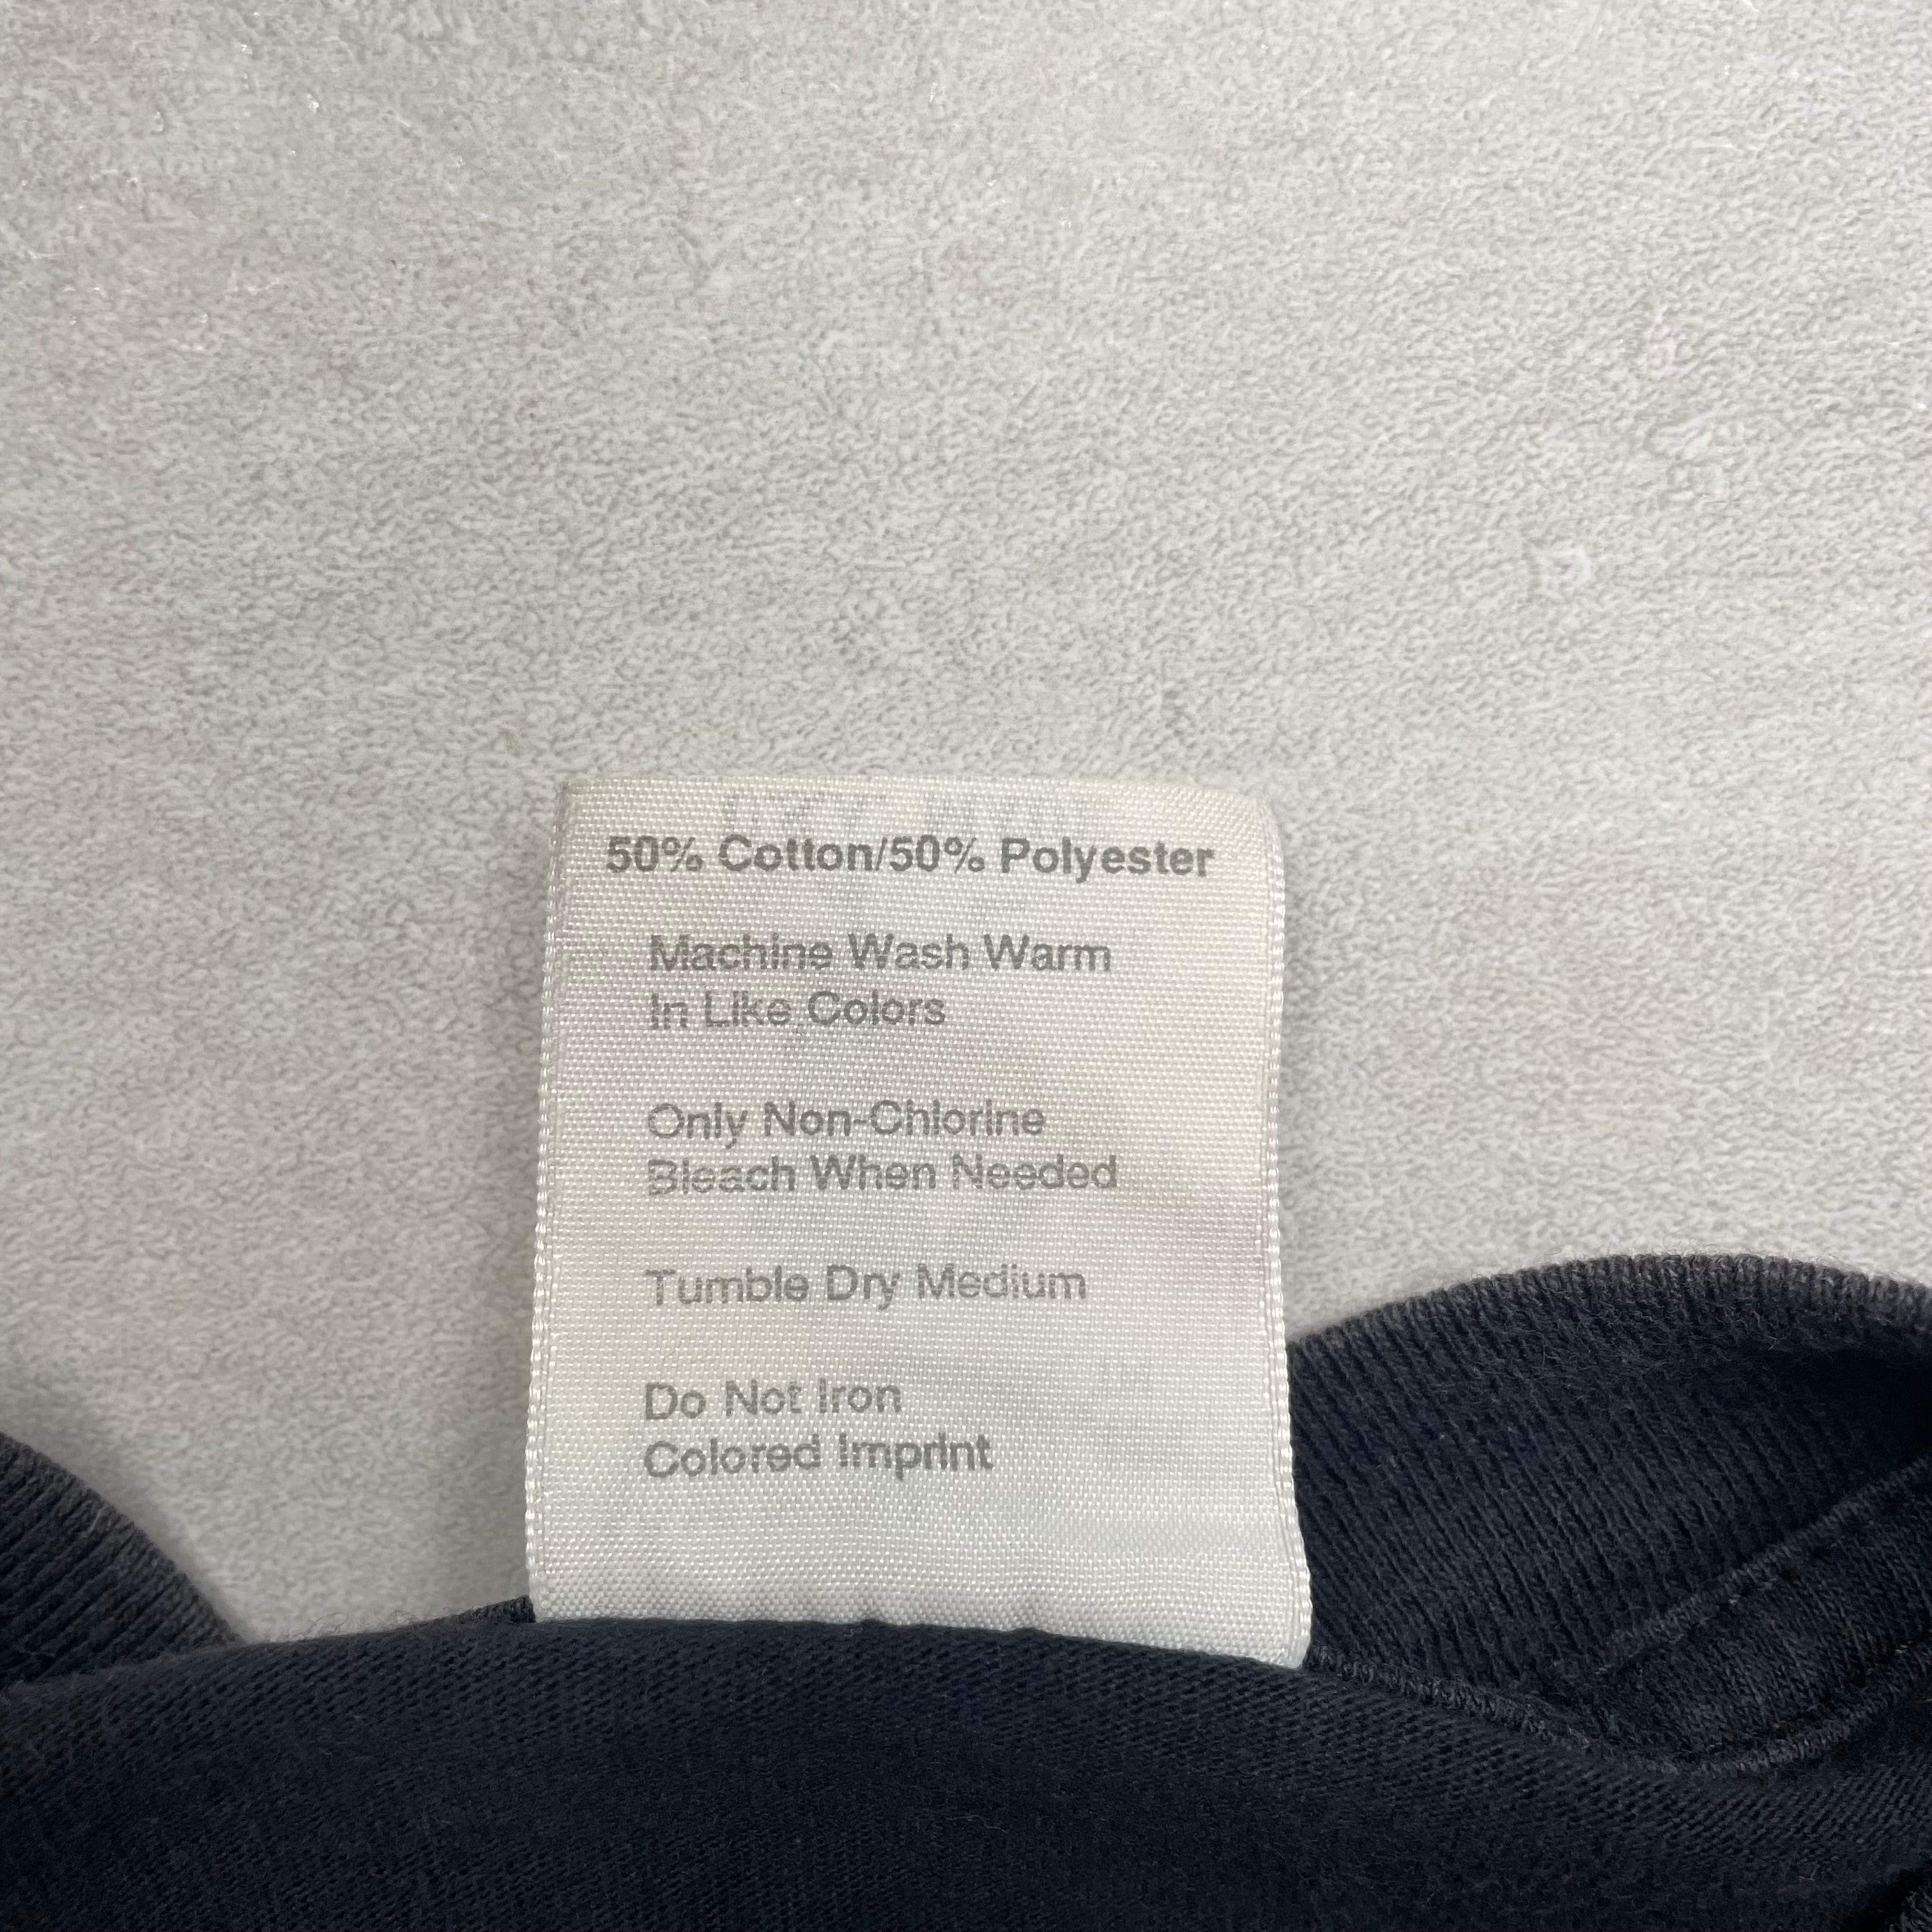 50% Cotton/50% Polyester
Machine Wash Warm
In Like Colors
Only Non-Chlorine
Bleach When Needed
Tumble Dry Medium
Do Not Iron
Colored Imprint